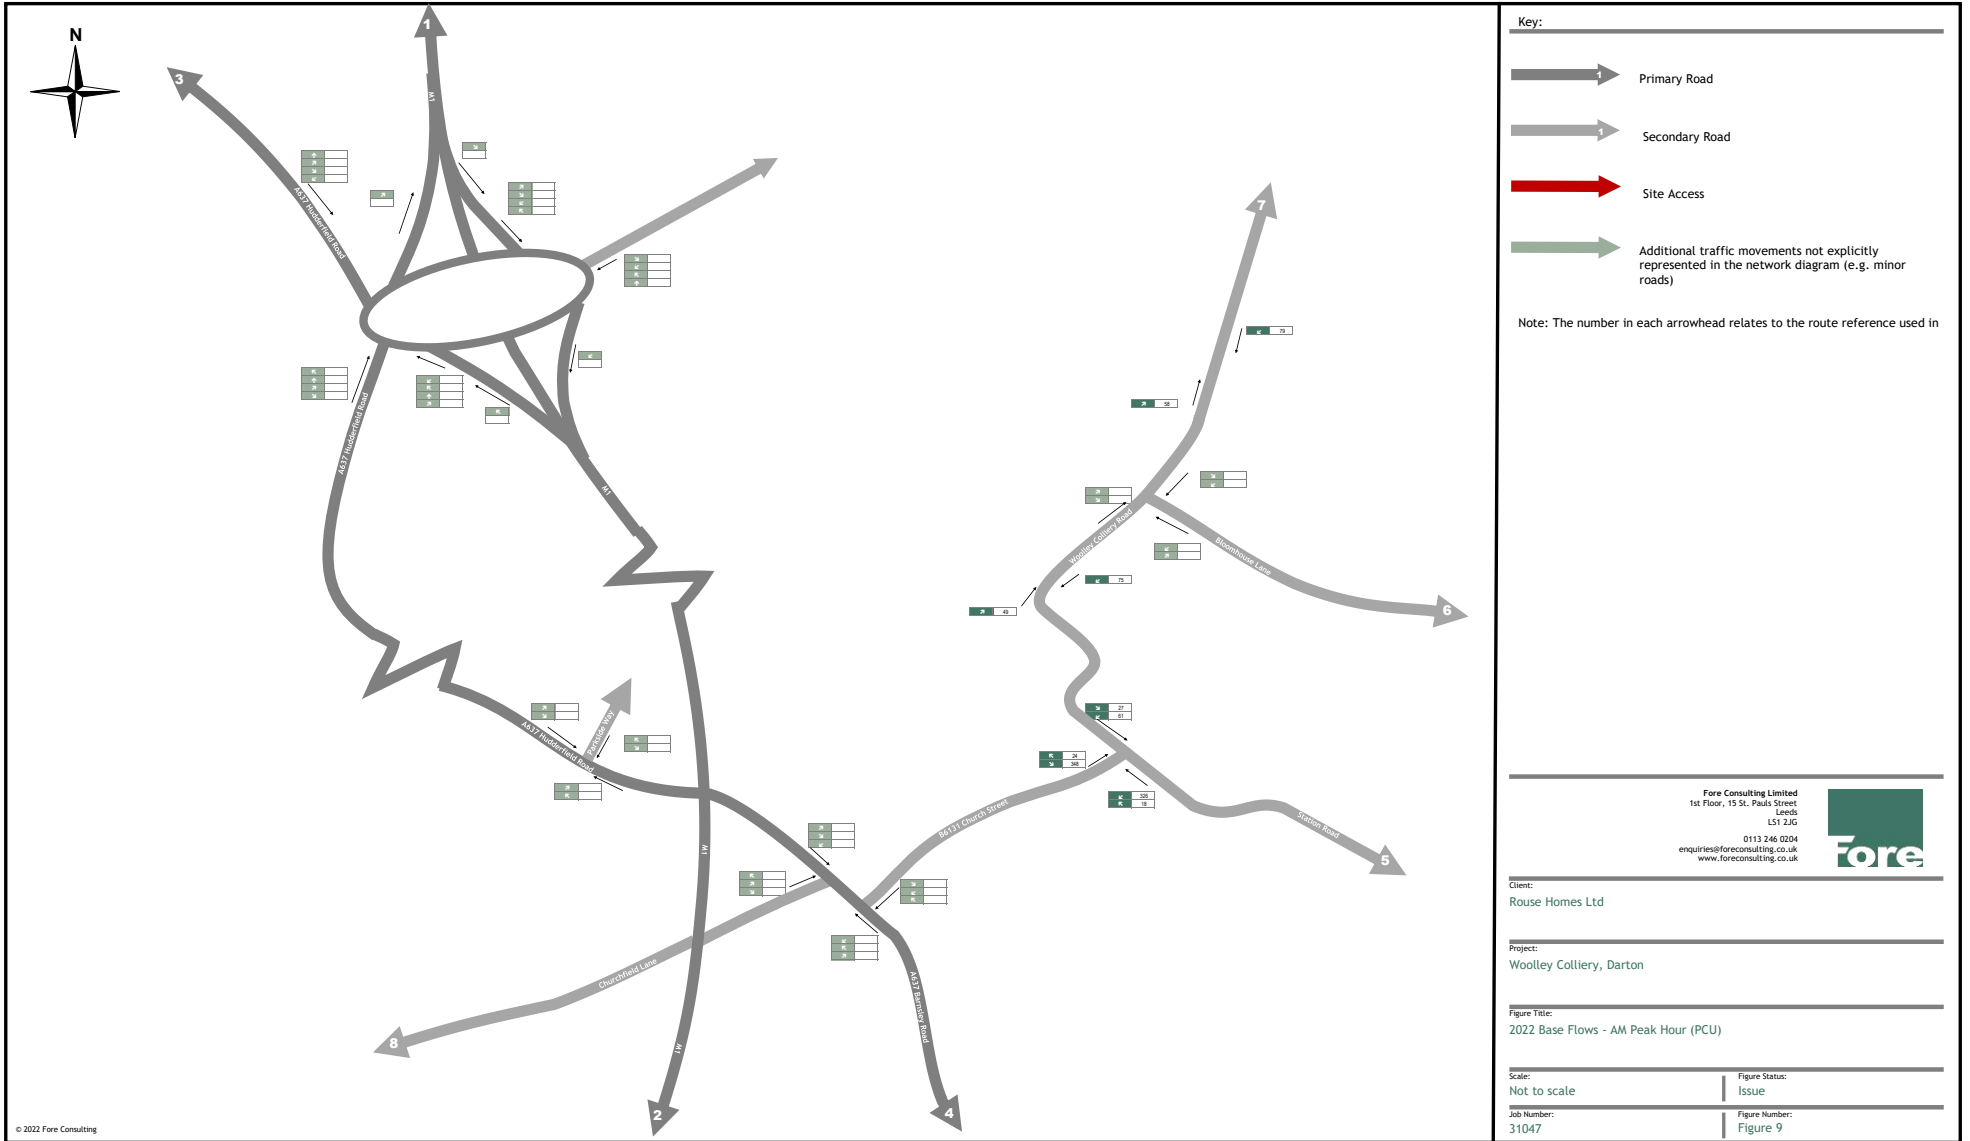 N
1
3
M1
A637 Hudderfield Road
A637 Hudderfield Road
M1
7
79
58
Woolley Colliery Road
Bloomhouse Lane
75
49
6
27
61
24
348
328
18
Parkside Way
A637 Hudderfield Road
B6131 Church Street
Station Road
5
M1
Churchfield Lane
8
A637 Barnsley Road
M1
2
4
© 2022 Fore Consulting
Key:
1
Primary Road
1
Secondary Road
Site Access
Additional traffic movements not explicitly
represented in the network diagram (e.g. minor
roads)
Note: The number in each arrowhead relates to the route reference used in
Fore Consulting Limited
1st Floor, 15 St. Pauls Street
Leeds
LS1 2JG
0113 246 0204
enquiries@foreconsulting.co.uk
www.foreconsulting.co.uk
Fore
Client:
Rouse Homes Ltd
Project:
Woolley Colliery, Darton
Figure Title:
2022 Base Flows - AM Peak Hour (PCU)
Scale:
Not to scale
Figure Status:
Issue
Job Number:
31047
Figure Number:
Figure 9